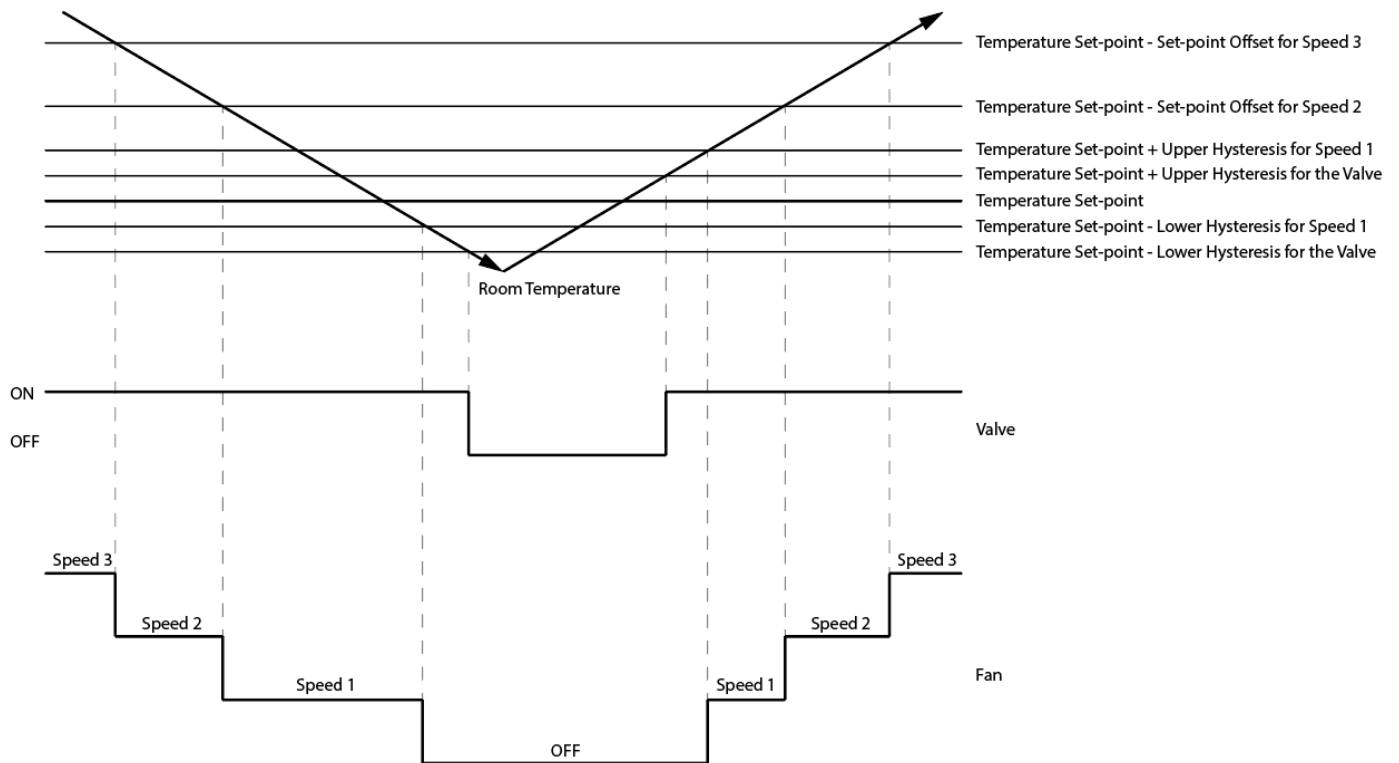 Temperature Set-point - Set-point Offset for Speed 3
Temperature Set-point - Set-point Offset for Speed 2
Temperature Set-point + Upper Hysteresis for Speed 1
Temperature Set-point + Upper Hysteresis for the Valve
Temperature Set-point
Temperature Set-point - Lower Hysteresis for Speed 1
Temperature Set-point - Lower Hysteresis for the Valve
Room Temperature
ON
OFF
Valve
Speed 3
Speed 3
Speed 2
Speed 2
Fan
Speed 1
Speed 1
OFF